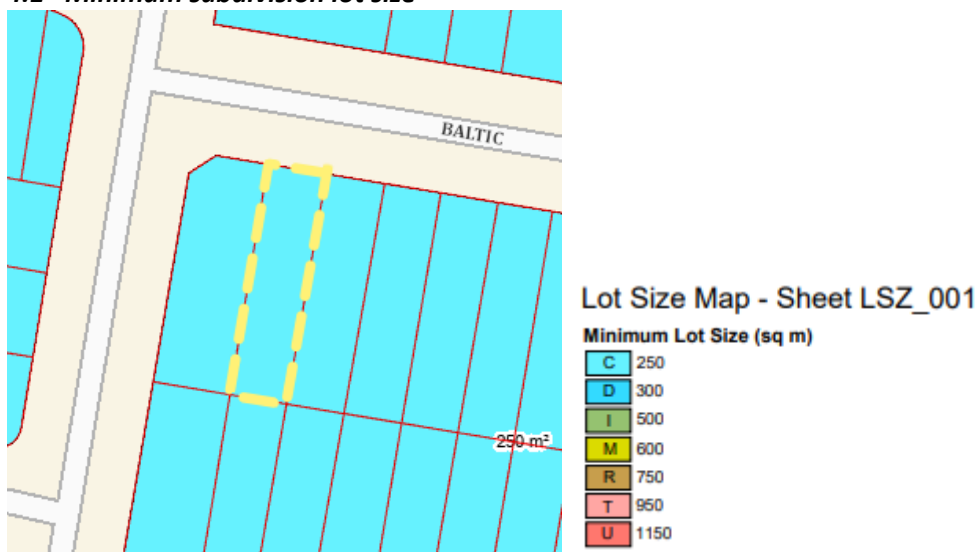 BALTIC
250 m²
Lot Size Map - Sheet LSZ_001
Minimum Lot Size (sq m)
C 250
D 300
I 500
M 600
R 750
T 950
U 1150